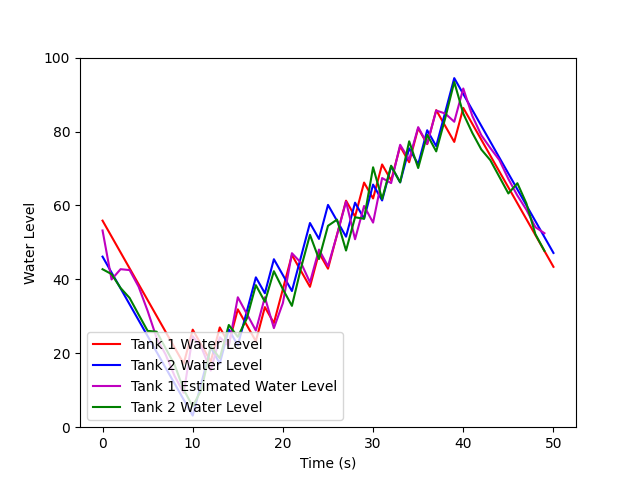 100
80
60
40
20
0
Water Level
Tank 1 Water Level
Tank 2 Water Level
Tank 1 Estimated Water Level
Tank 2 Water Level
0 10 20 30 40 50
Time (s)